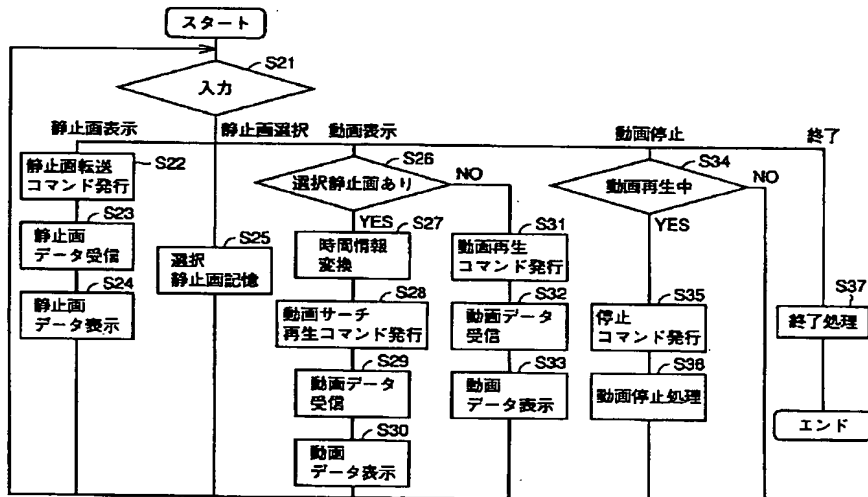 スタート
S21
入力
静止画表示
静止画選択
動画表示
動画停止
終了
S22
静止画転送
コマンド発行
S23
静止画
データ受信
S24
静止画
データ表示
S25
選択
静止画記憶
S26
選択静止画あり
NO
YES
S27
時間情報
変換
S28
動画サーチ
再生コマンド発行
S29
動画データ
受信
S30
動画
データ表示
S31
動画再生
コマンド発行
S32
動画データ
受信
S33
動画
データ表示
S34
動画再生中
NO
YES
S35
停止
コマンド発行
S36
動画停止処理
S37
終了処理
エンド